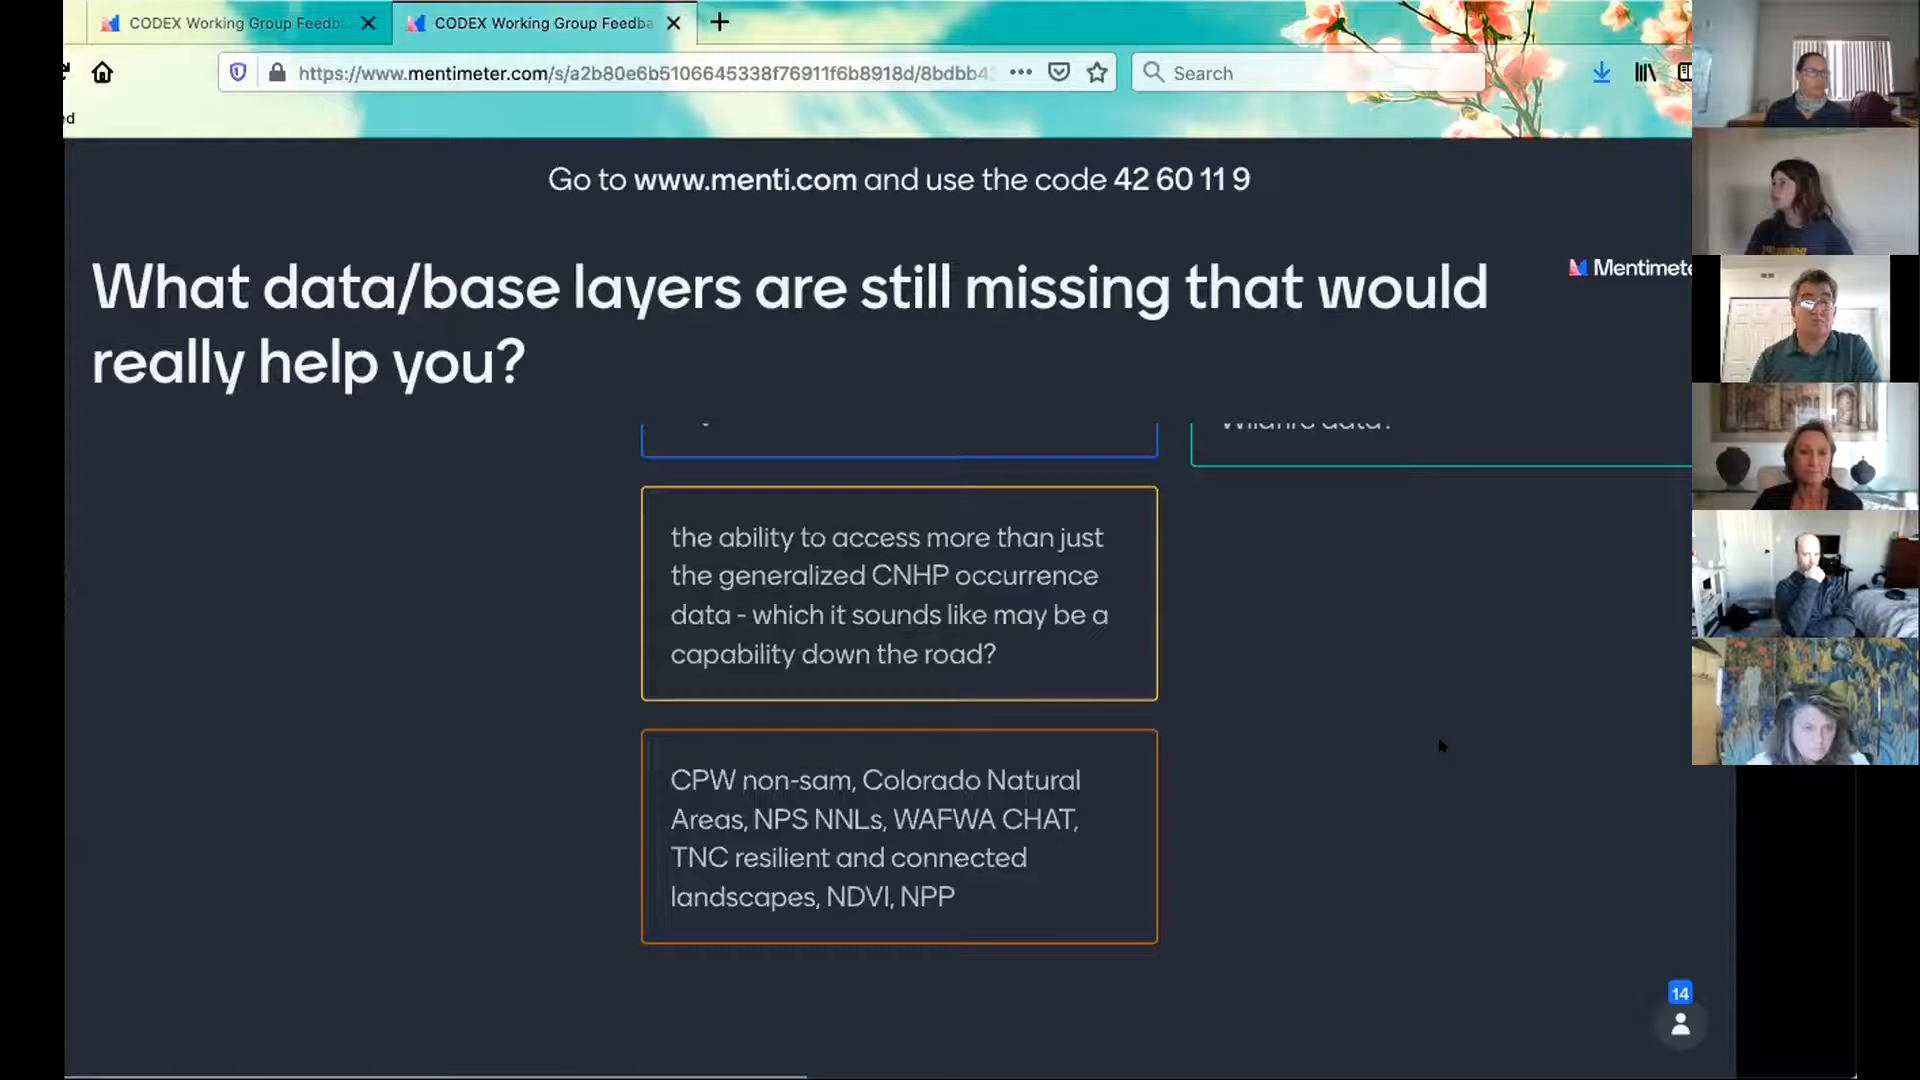 CODEX Working Group Feedb
CODEX Working Group Feedba
https://www.mentimeter.com/s/a2b80e6b5106645338f76911f6b8918d/8bdbb4
Search
ed
Go to www.menti.com and use the code 42 60 11 9
What data/base layers are still missing that would
really help you?
Mentimete
Wildfire data?
the ability to access more than just
the generalized CNHP occurrence
data - which it sounds like may be a
capability down the road?
CPW non-sam, Colorado Natural
Areas, NPS NNLs, WAFWA CHAT,
TNC resilient and connected
landscapes, NDVI, NPP
14